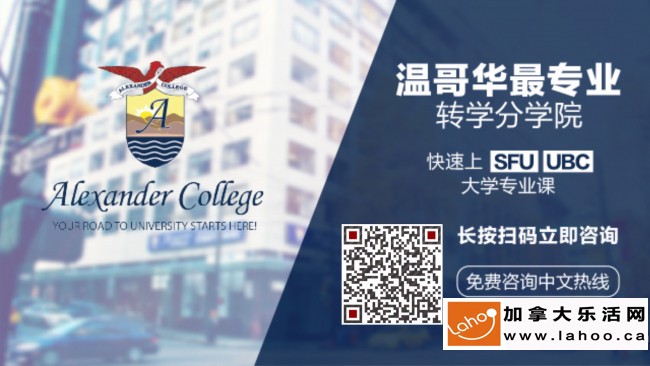 ALEXANDER COLLEGE
A
Alexander College
YOUR ROAD TO UNIVERSITY STARTS HERE!
温哥华最专业
转学分学院
快速上 SFU UBC
大学专业课
长按扫码立即咨询
免费咨询中文热线
Lahoo
加拿大乐活网
www.lahoo.ca